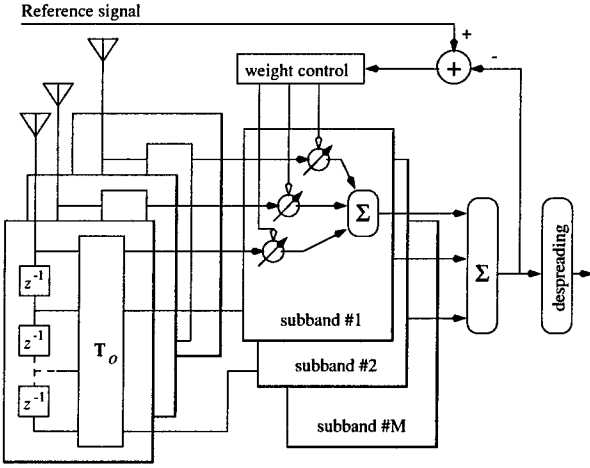 Reference signal
+
-
+
weight control
Σ
Σ
despreading
z⁻¹
z⁻¹
z⁻¹
T_O
subband #1
subband #2
subband #M